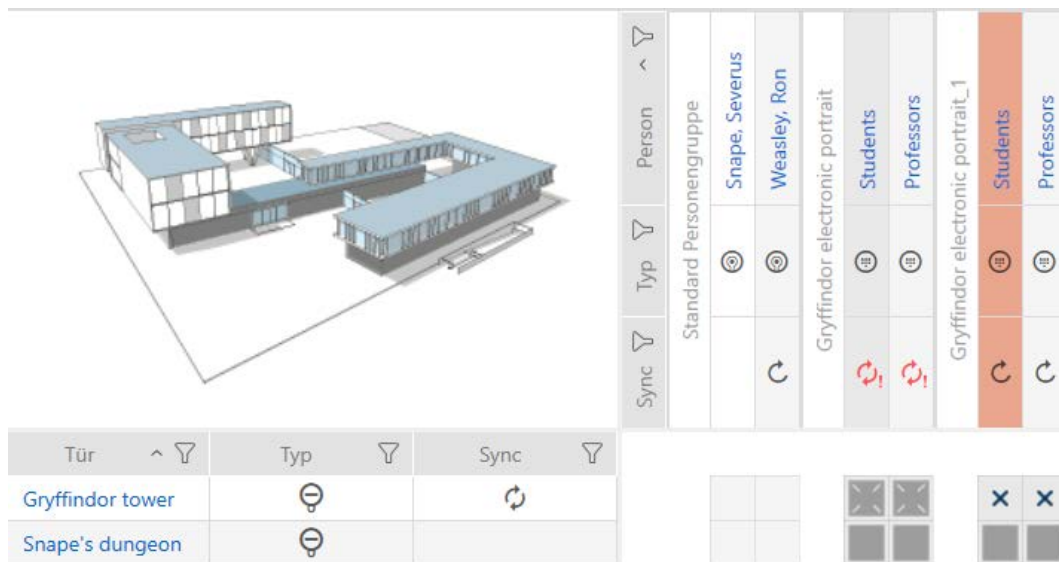 Person
Typ
Sync
Standard Personengruppe
Snape, Severus
Weasley, Ron
Gryffindor electronic portrait
Students
Professors
Gryffindor electronic portrait_1
Students
Professors
Tür Typ Sync
Gryffindor tower
Snape's dungeon